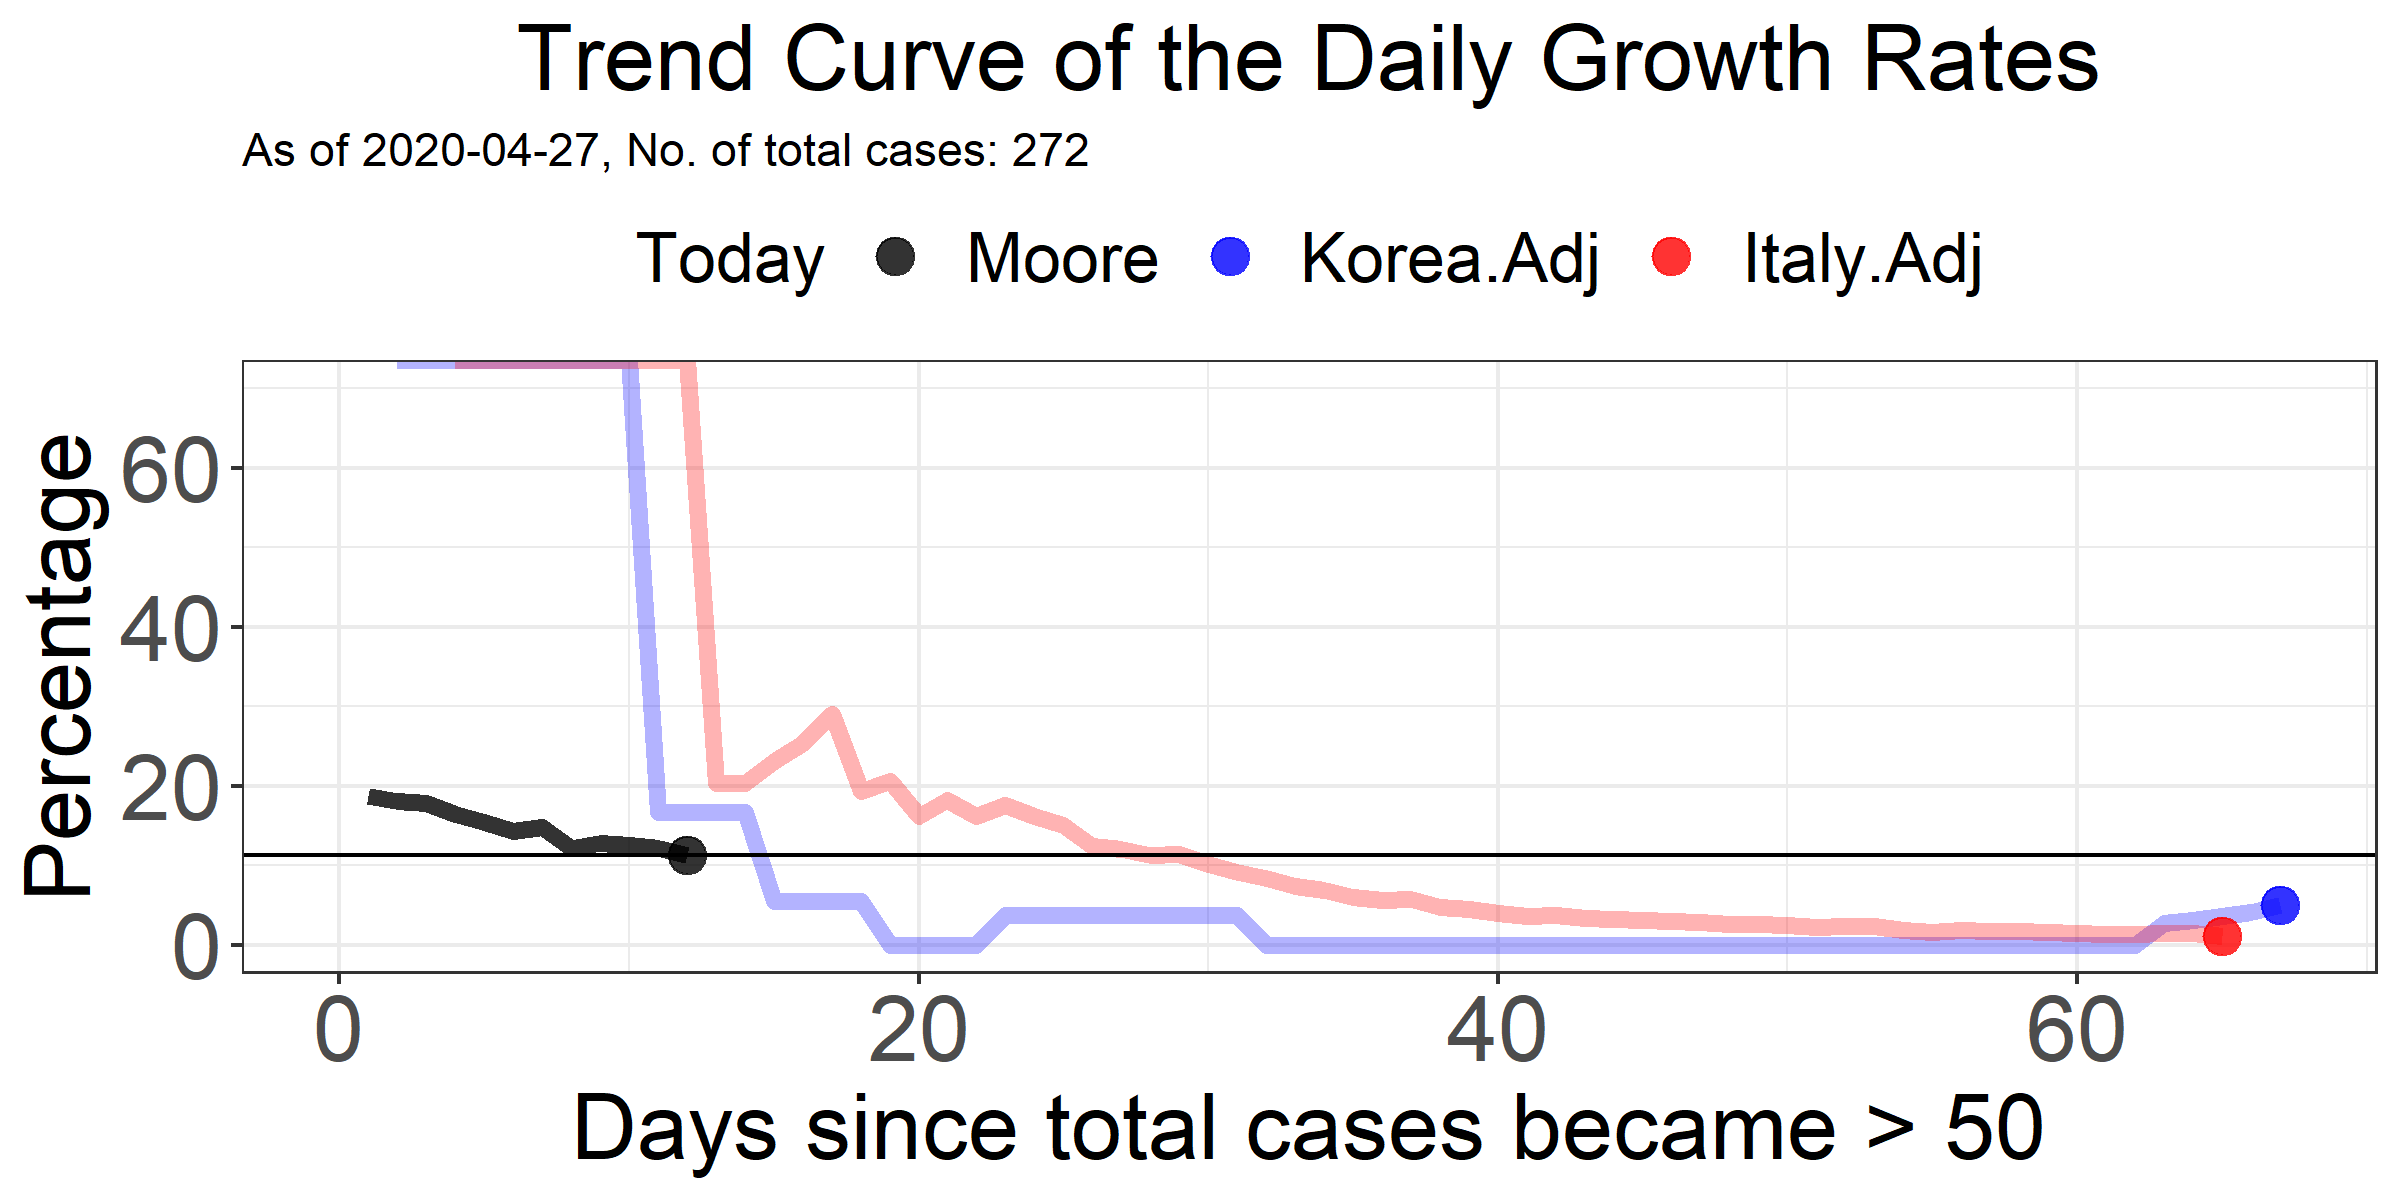 Trend Curve of the Daily Growth Rates
As of 2020-04-27, No. of total cases: 272
Today Moore Korea.Adj Italy.Adj
Percentage
60
40
20
0
0 20 40 60
Days since total cases became > 50